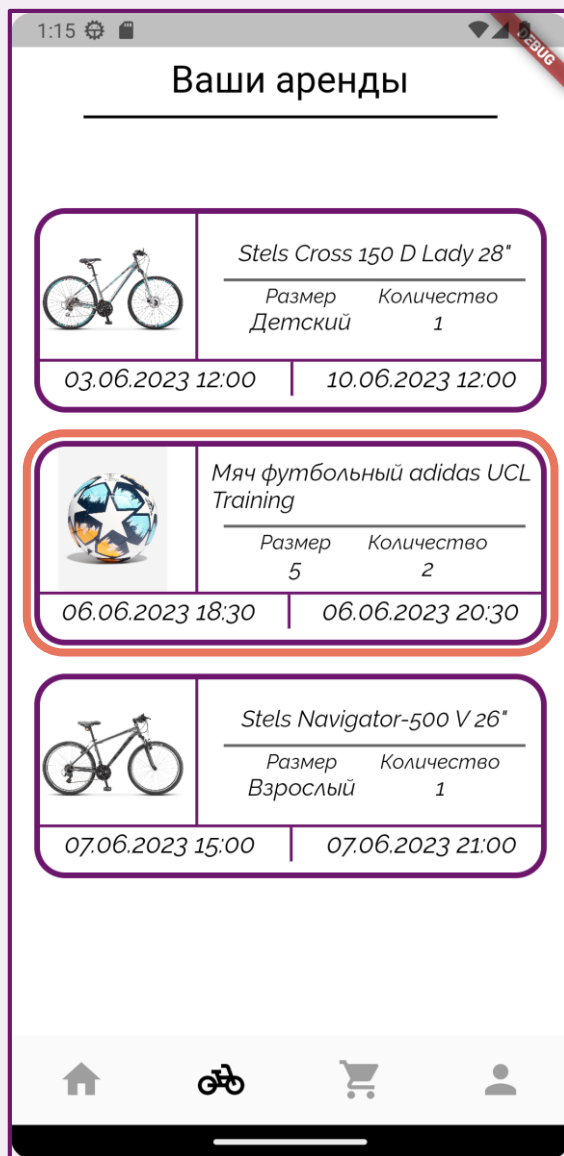 1:15
DEBUG
Ваши аренды
Stels Cross 150 D Lady 28"
Размер Количество
Детский 1
03.06.2023 12:00 10.06.2023 12:00
Мяч футбольный adidas UCL
Training
Размер Количество
5 2
06.06.2023 18:30 06.06.2023 20:30
Stels Navigator-500 V 26"
Размер Количество
Взрослый 1
07.06.2023 15:00 07.06.2023 21:00